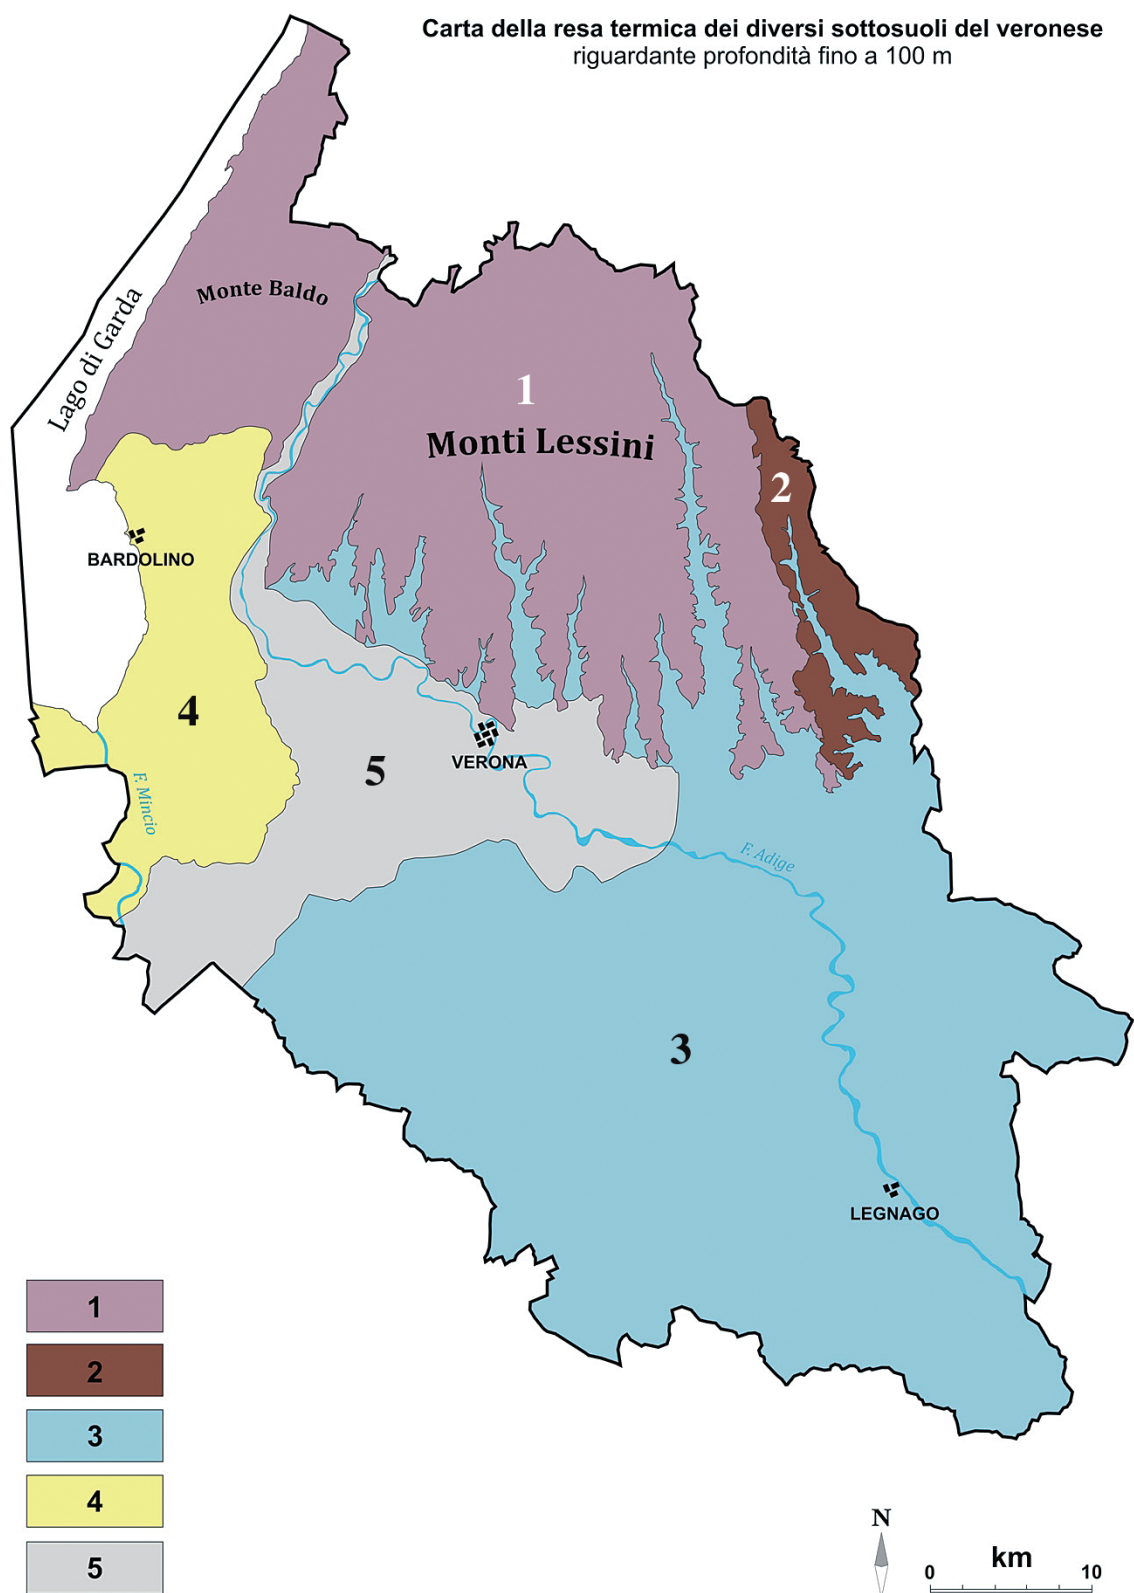 Carta della resa termica dei diversi sottosuoli del veronese
riguardante profondità fino a 100 m
Monte Baldo
Lago di Garda
1
Monti Lessini
2
BARDOLINO
4
5
VERONA
F. Mincio
F. Adige
3
LEGNAGO
1
2
3
4
5
N
km
0 10